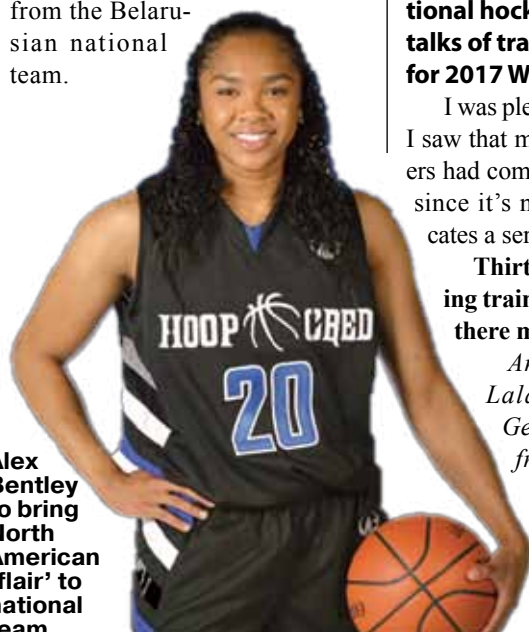 from the Belaru-
sian national
team.
HOOP CRED
20
Alex
Bentley
to bring
North
American
'flair' to
national
team
tional hock
talks of tra
for 2017 W
I was ple
I saw that m
ers had com
since it's n
cates a ser
Thirt
ing train
there m
An
Lala
Ge
fr